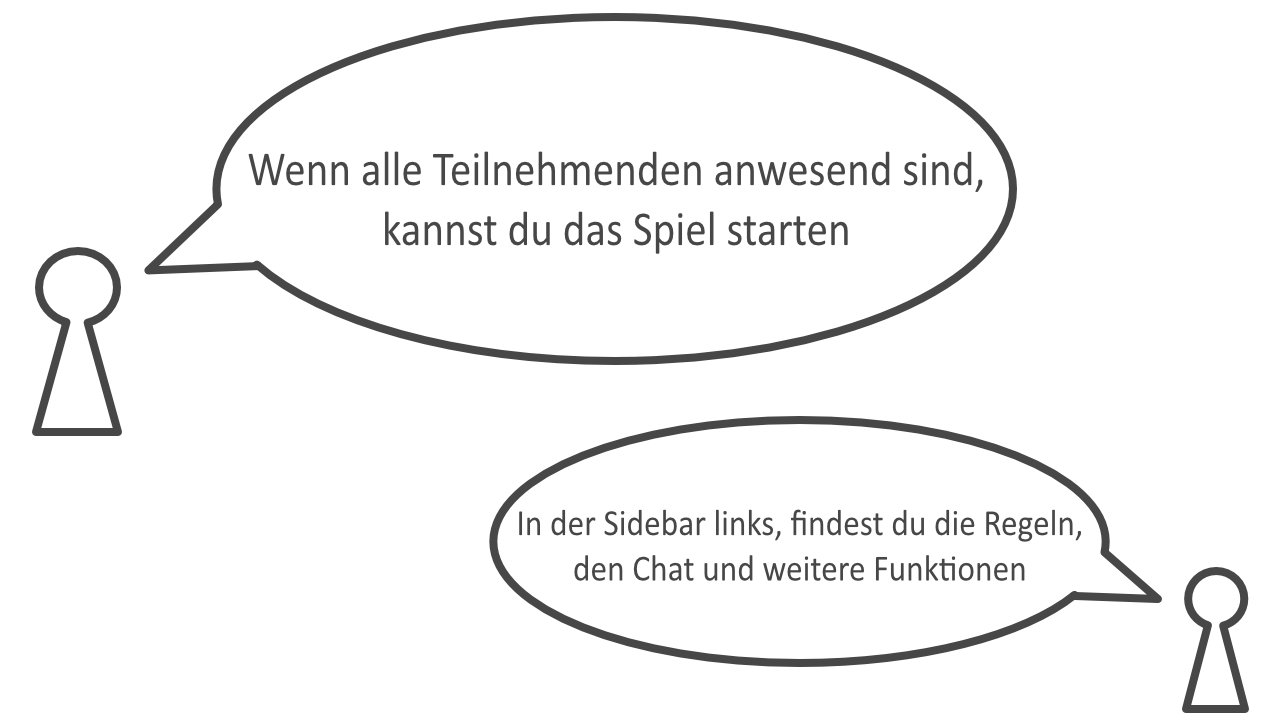 Wenn alle Teilnehmenden anwesend sind,
kannst du das Spiel starten
In der Sidebar links, findest du die Regeln,
den Chat und weitere Funktionen